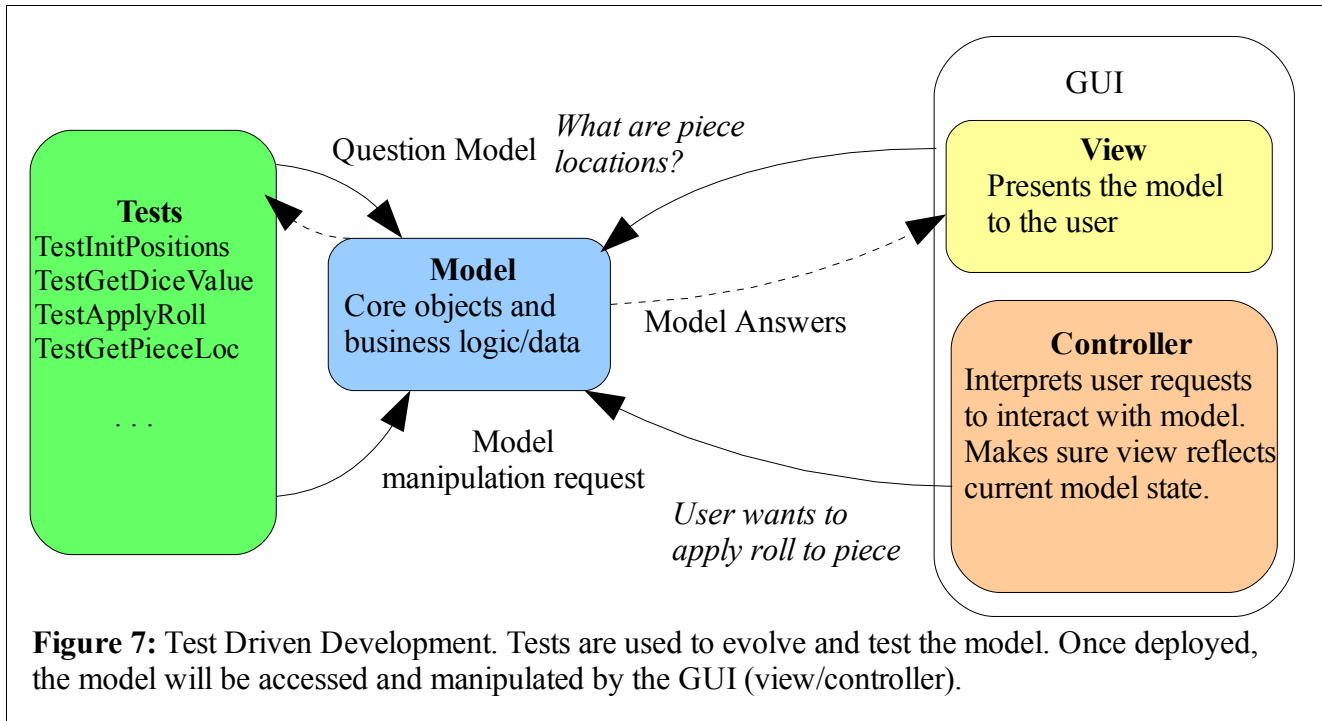 GUI
What are piece
locations?
Question Model
View
Presents the model
to the user
Tests
TestInitPositions
TestGetDiceValue
TestApplyRoll
TestGetPieceLoc
. . .
Model
Core objects and
business logic/data
Model Answers
Controller
Interprets user requests
to interact with model.
Makes sure view reflects
current model state.
Model
manipulation request
User wants to
apply roll to piece
Figure 7: Test Driven Development. Tests are used to evolve and test the model. Once deployed,
the model will be accessed and manipulated by the GUI (view/controller).